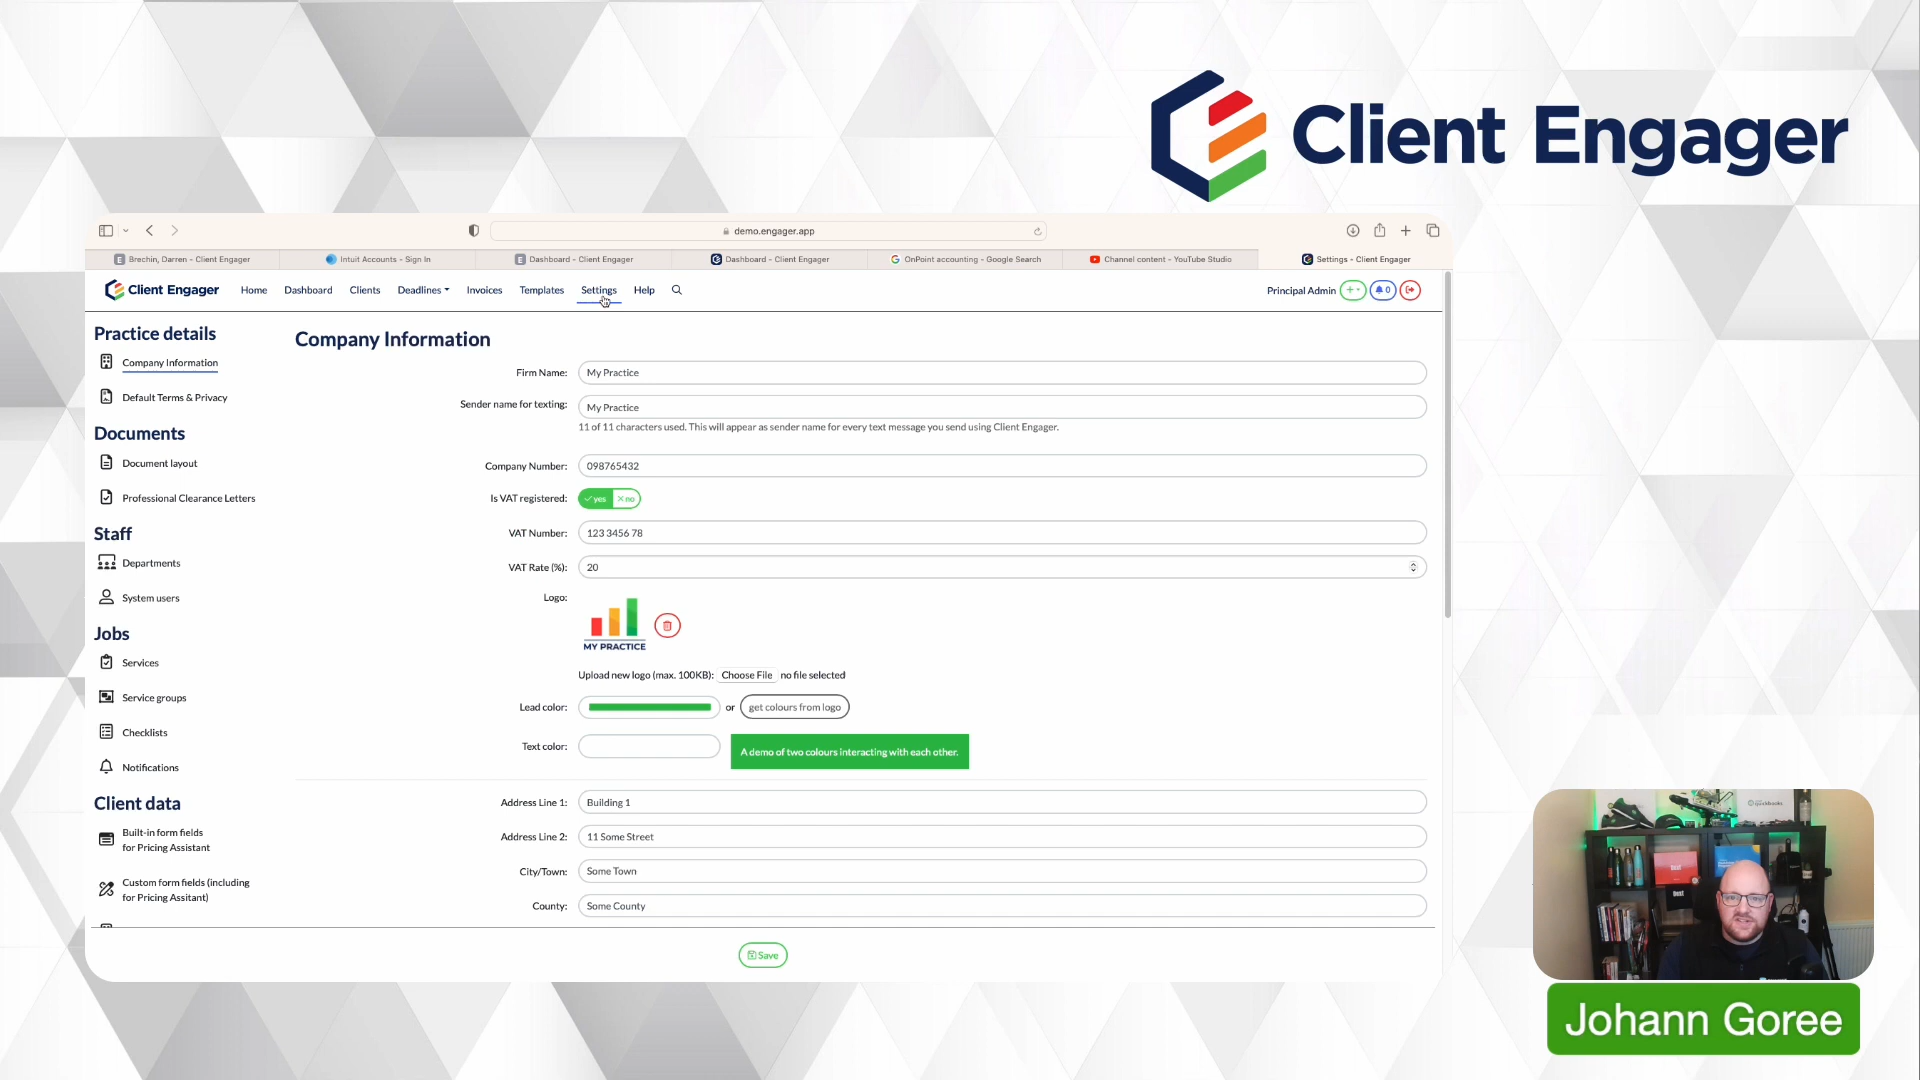 Client Engager
demo.engager.app
Brechin, Darren - Client Engager
Intuit Accounts - Sign In
Dashboard - Client Engager
Dashboard - Client Engager
OnPoint accounting - Google Search
Channel content - YouTube Studio
Settings - Client Engager
Client Engager
Home
Dashboard
Clients
Deadlines
Invoices
Templates
Settings
Help
Principal Admin
0
Practice details
Company Information
Default Terms & Privacy
Documents
Document layout
Professional Clearance Letters
Staff
Departments
System users
Jobs
Services
Service groups
Checklists
Notifications
Client data
Built-in form fields
for Pricing Assistant
Custom form fields (including
for Pricing Assitant)
Company Information
Firm Name: My Practice
Sender name for texting: My Practice
11 of 11 characters used. This will appear as sender name for every text message you send using Client Engager.
Company Number: 098765432
Is VAT registered: yes no
VAT Number: 123 3456 78
VAT Rate (%): 20
Logo:
MY PRACTICE
Upload new logo (max. 100KB): Choose File no file selected
Lead color: or get colours from logo
Text color: A demo of two colours interacting with each other.
Address Line 1: Building 1
Address Line 2: 11 Some Street
City/Town: Some Town
County: Some County
Save
Johann Goree